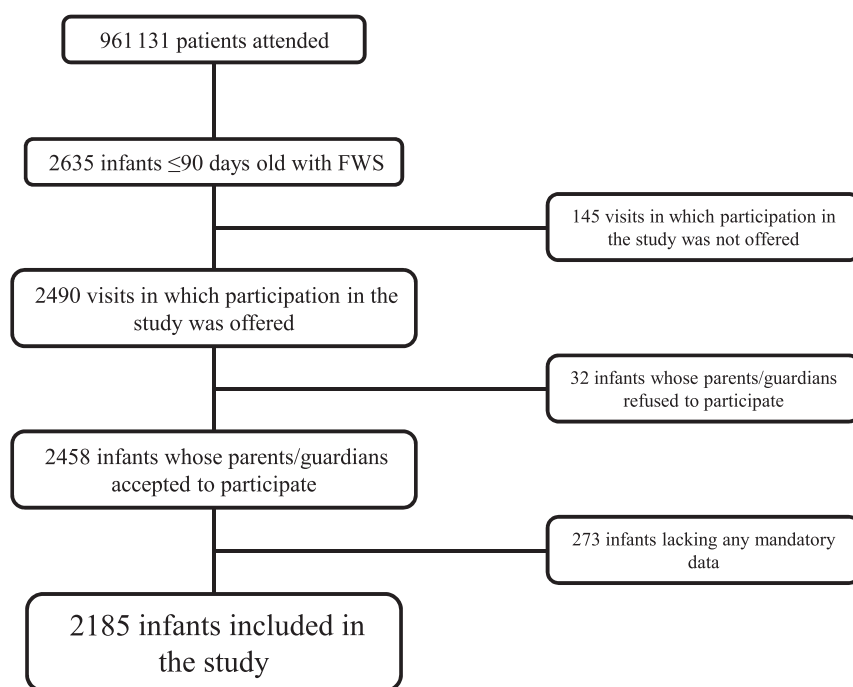 961 131 patients attended
2635 infants ≤90 days old with FWS
145 visits in which participation in
the study was not offered
2490 visits in which participation in the
study was offered
32 infants whose parents/guardians
refused to participate
2458 infants whose parents/guardians
accepted to participate
273 infants lacking any mandatory
data
2185 infants included in
the study